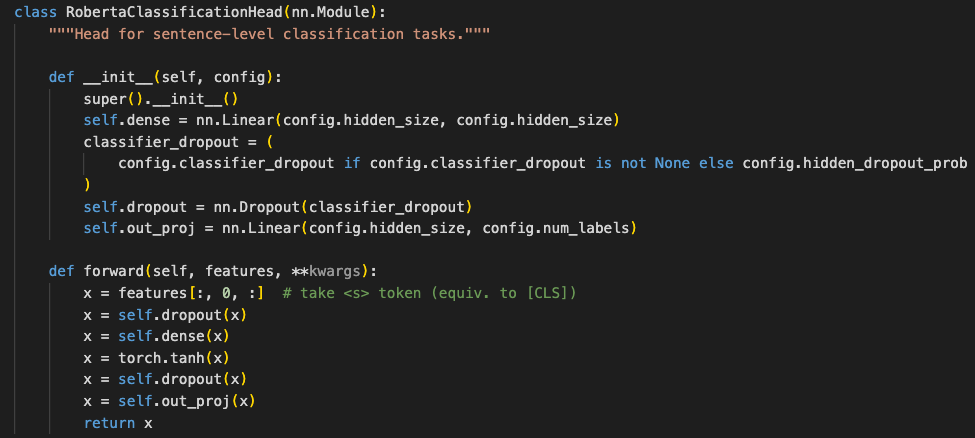 class RobertaClassificationHead(nn.Module):
    """Head for sentence-level classification tasks."""

    def __init__(self, config):
        super().__init__()
        self.dense = nn.Linear(config.hidden_size, config.hidden_size)
        classifier_dropout = (
            config.classifier_dropout if config.classifier_dropout is not None else config.hidden_dropout_prob
        )
        self.dropout = nn.Dropout(classifier_dropout)
        self.out_proj = nn.Linear(config.hidden_size, config.num_labels)

    def forward(self, features, **kwargs):
        x = features[:, 0, :]  # take <s> token (equiv. to [CLS])
        x = self.dropout(x)
        x = self.dense(x)
        x = torch.tanh(x)
        x = self.dropout(x)
        x = self.out_proj(x)
        return x